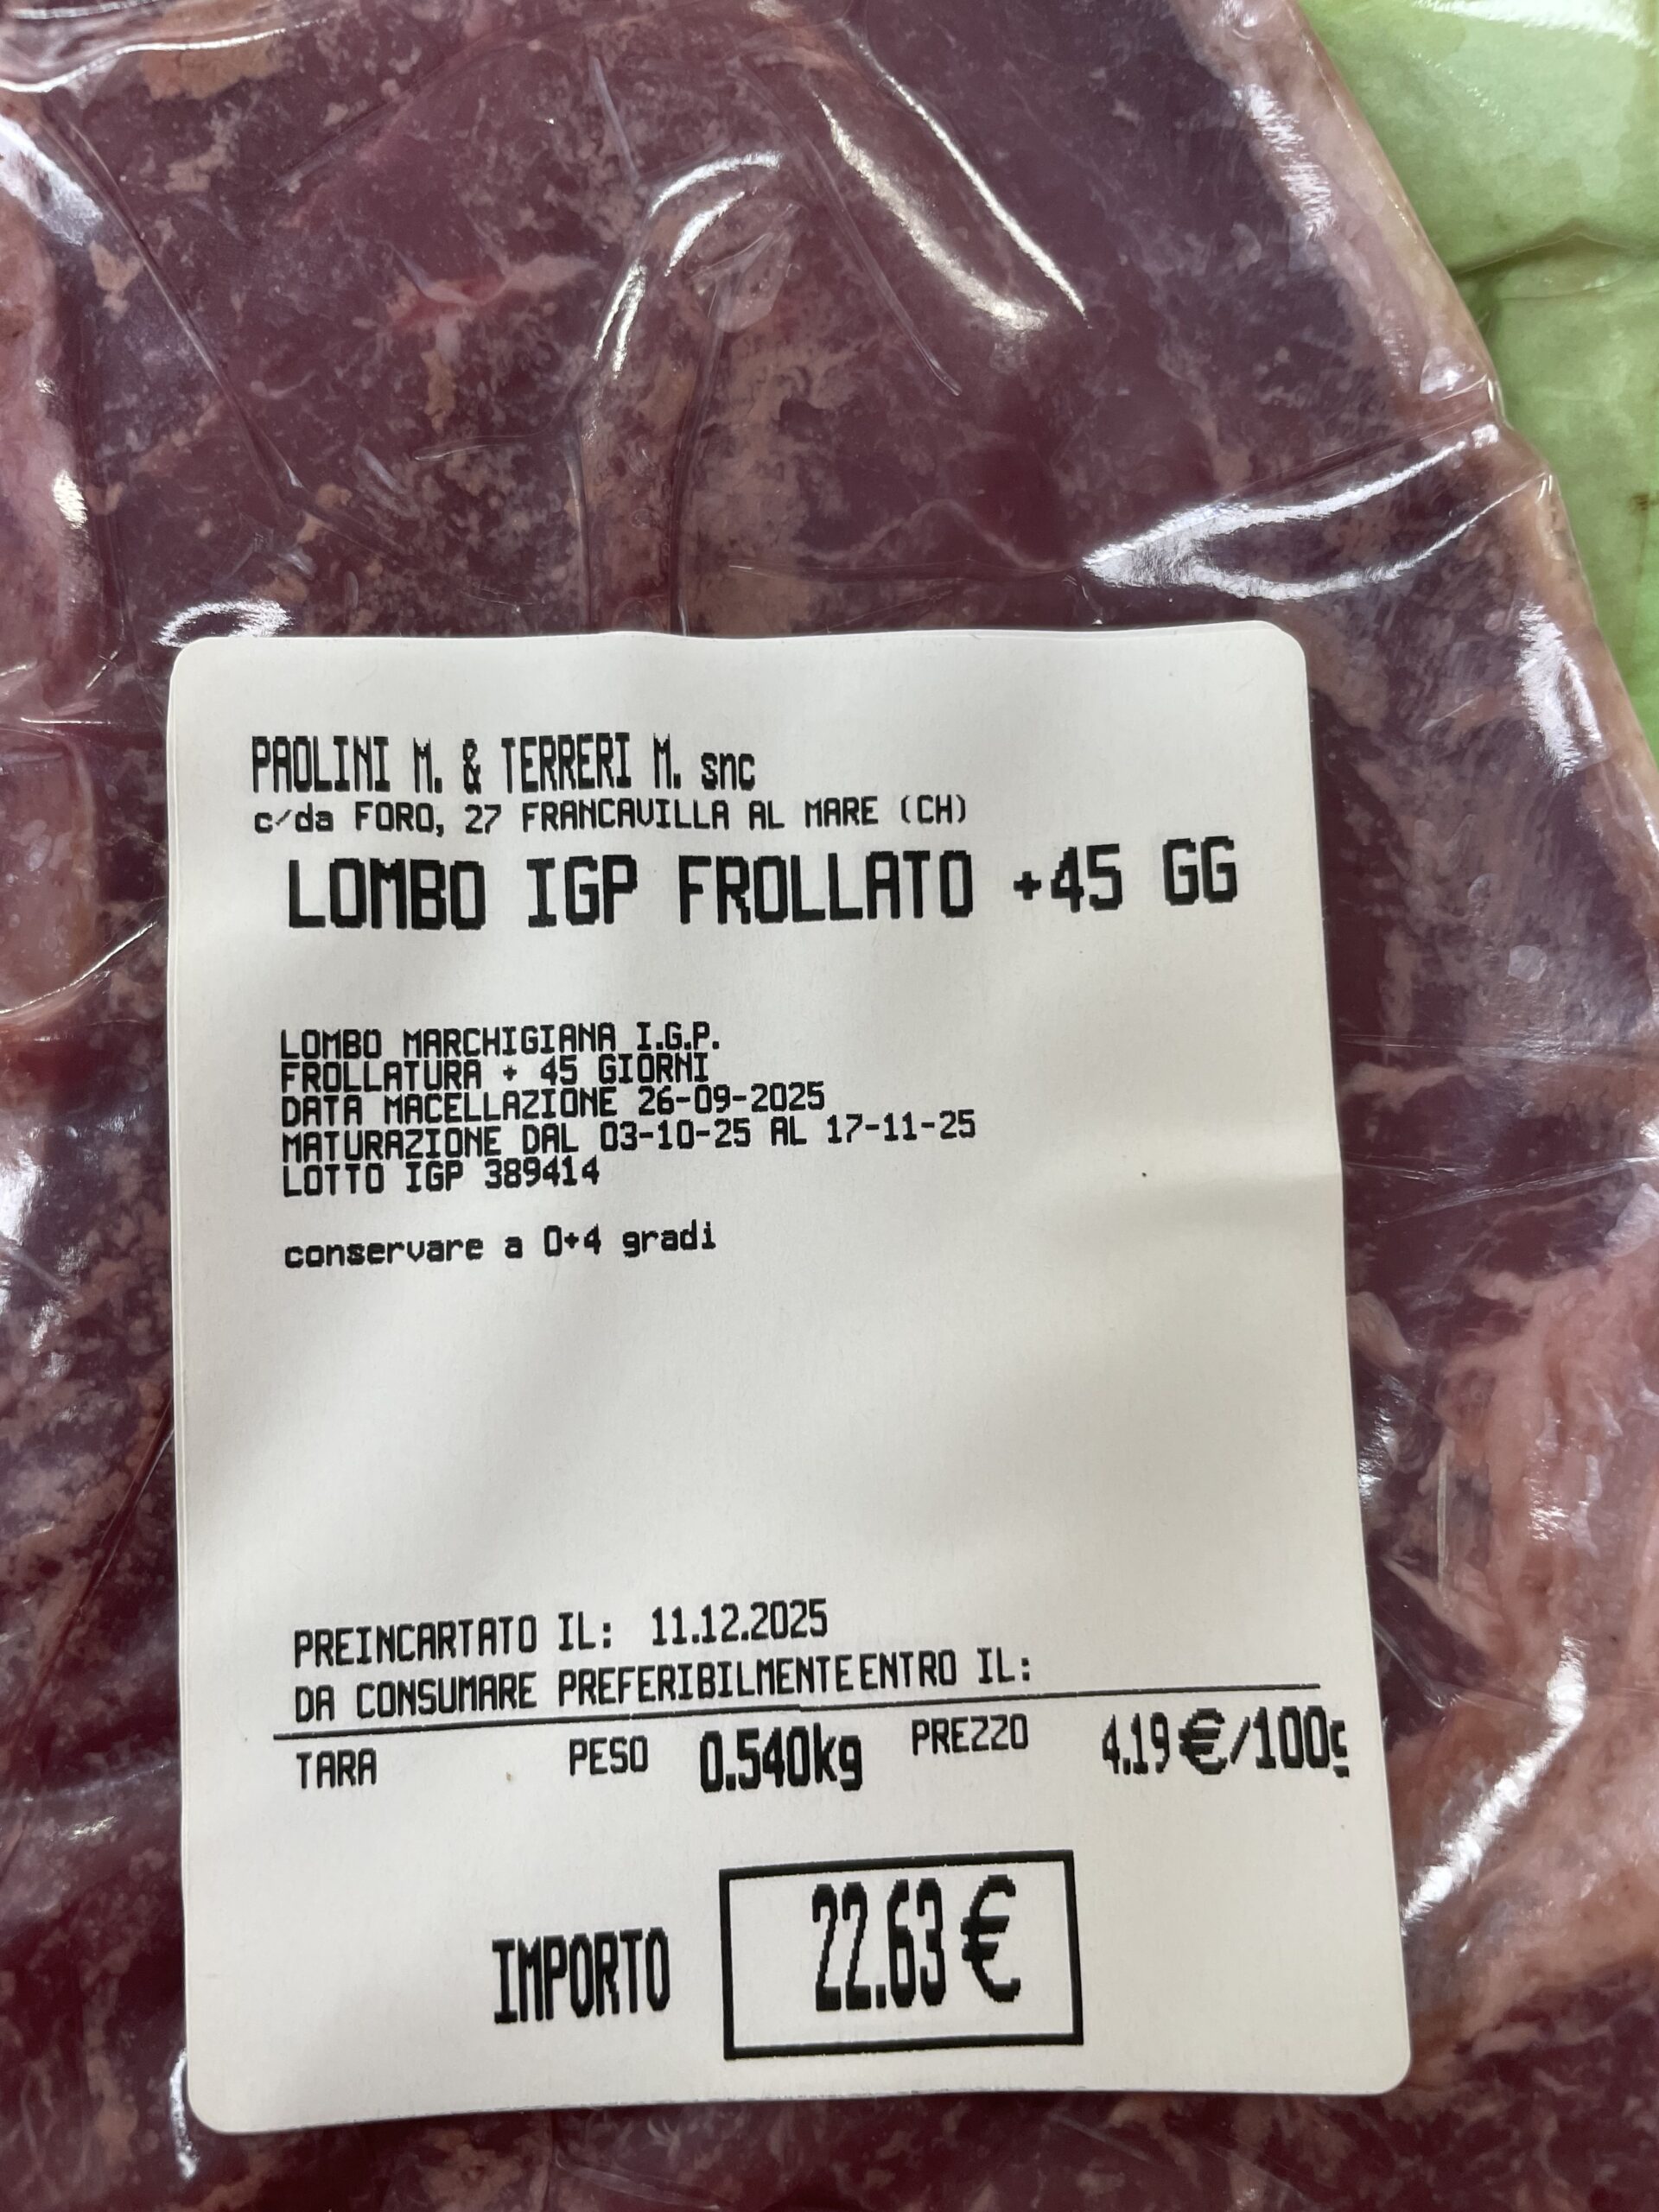 PAOLINI M. & TERRERI M. snc
c/da FORO, 27 FRANCAVILLA AL MARE (CH)
LOMBO IGP FROLLATO +45 GG
LOMBO MARCHIGIANA I.G.P.
FROLLATURA + 45 GIORNI
DATA MACELLAZIONE 26-09-2025
MATURAZIONE DAL 03-10-25 AL 17-11-25
LOTTO IGP 389414
conservare a 0+4 gradi
PREINCARTATO IL: 11.12.2025
DA CONSUMARE PREFERIBILMENTE ENTRO IL:
TARA PESO 0.540kg PREZZO 4.19 €/100g
IMPORTO 22.63 €